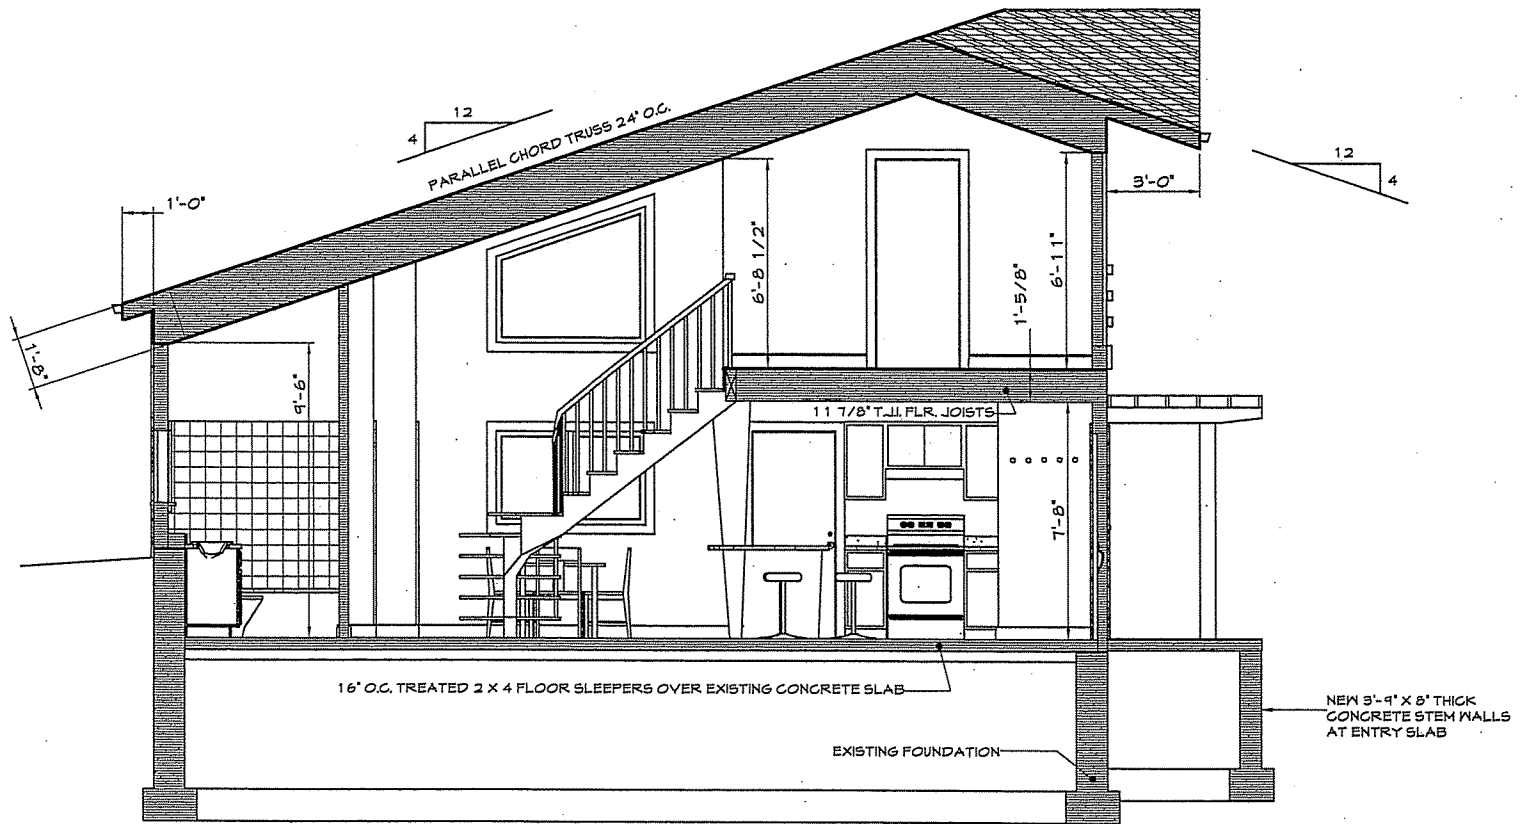 12
4
PARALLEL CHORD TRUSS 24" O.C.
12
4
3'-0"
1'-0"
6'-8 1/2"
6'-11"
1'-5/8"
1'-8"
9'-6"
11 7/8" T.J.I. FLR. JOISTS
7'-8"
16" O.C. TREATED 2 X 4 FLOOR SLEEPERS OVER EXISTING CONCRETE SLAB
NEW 3'-9" X 8" THICK
CONCRETE STEM WALLS
AT ENTRY SLAB
EXISTING FOUNDATION